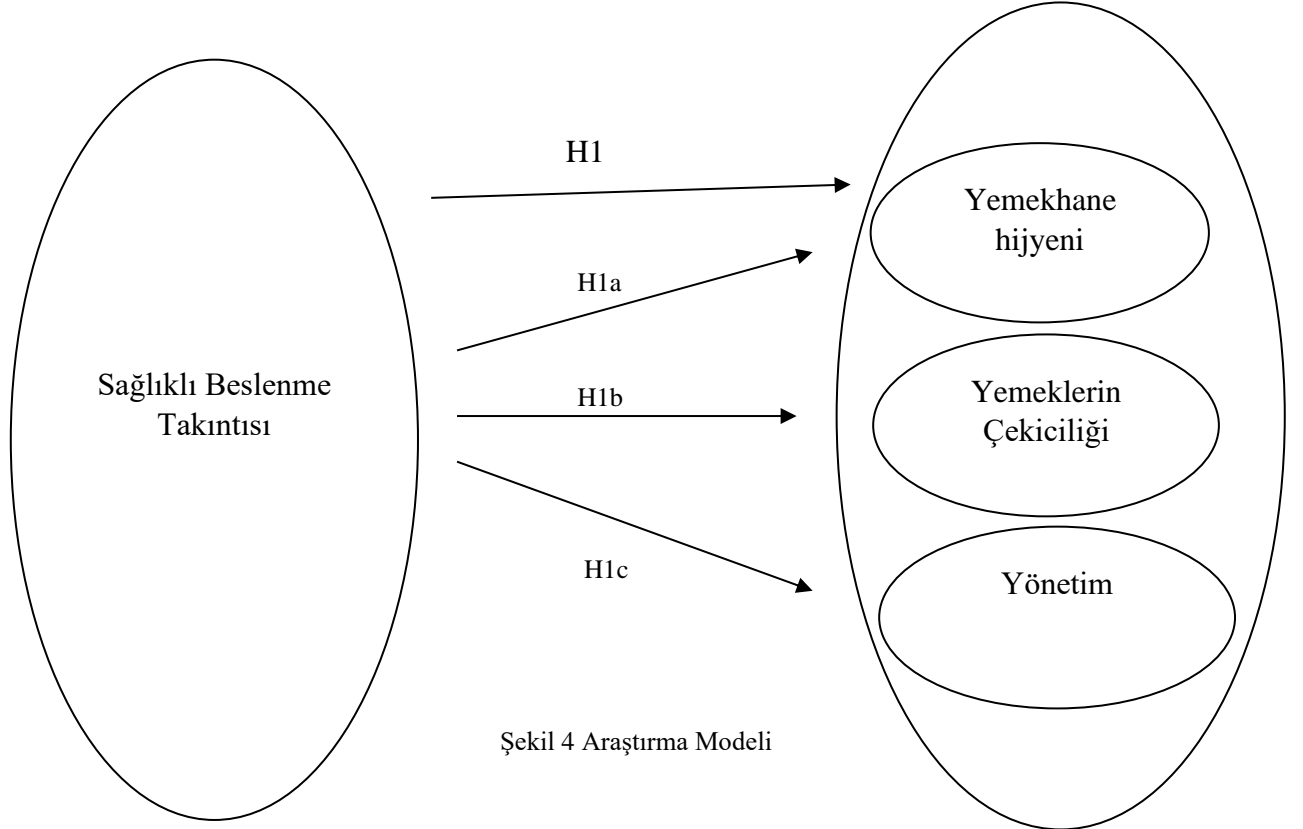 H1
Yemekhane
hijyeni
H1a
Sağlıklı Beslenme
Takıntısı
H1b
Yemeklerin
Çekiciliği
H1c
Yönetim
Şekil 4 Araştırma Modeli